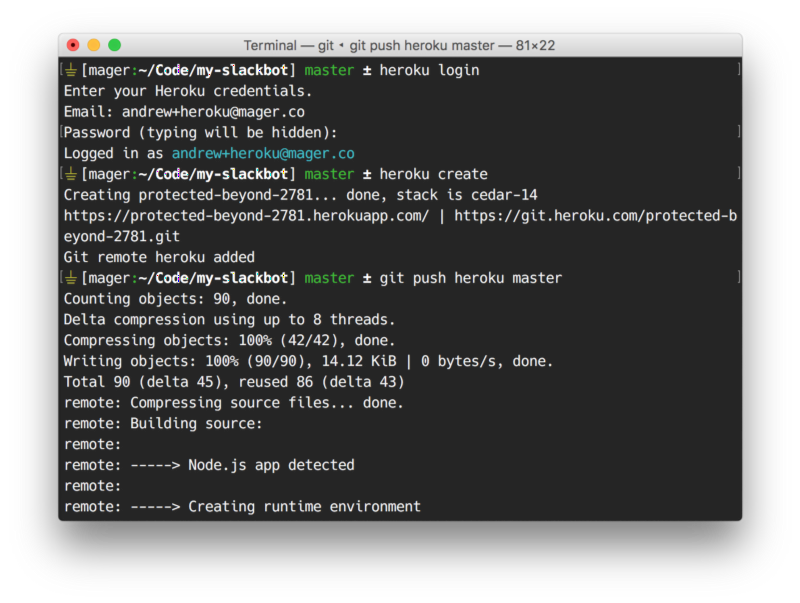 Terminal — git ◂ git push heroku master — 81×22
[⏚ [mager:~/Code/my-slackbot] master ± heroku login ]
Enter your Heroku credentials.
Email: andrew+heroku@mager.co
[Password (typing will be hidden): ]
Logged in as andrew+heroku@mager.co
[⏚ [mager:~/Code/my-slackbot] master ± heroku create ]
Creating protected-beyond-2781... done, stack is cedar-14
https://protected-beyond-2781.herokuapp.com/ | https://git.heroku.com/protected-b
eyond-2781.git
Git remote heroku added
[⏚ [mager:~/Code/my-slackbot] master ± git push heroku master ]
Counting objects: 90, done.
Delta compression using up to 8 threads.
Compressing objects: 100% (42/42), done.
Writing objects: 100% (90/90), 14.12 KiB | 0 bytes/s, done.
Total 90 (delta 45), reused 86 (delta 43)
remote: Compressing source files... done.
remote: Building source:
remote:
remote: -----> Node.js app detected
remote:
remote: -----> Creating runtime environment